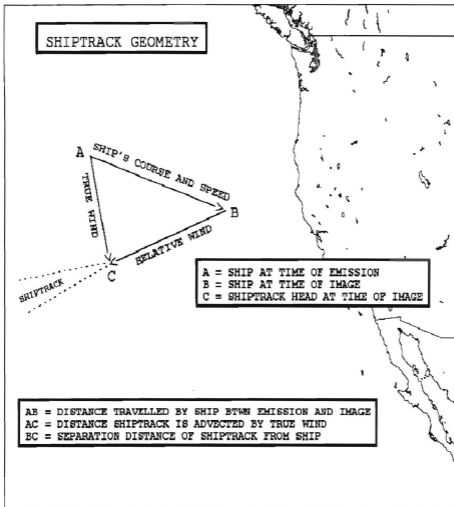 SHIPTRACK GEOMETRY
A
SHIP'S COURSE AND SPEED
TRUE WIND
B
RELATIVE WIND
C
SHIPTRACK
A = SHIP AT TIME OF EMISSION
B = SHIP AT TIME OF IMAGE
C = SHIPTRACK HEAD AT TIME OF IMAGE
AB = DISTANCE TRAVELLED BY SHIP BTWN EMISSION AND IMAGE
AC = DISTANCE SHIPTRACK IS ADVECTED BY TRUE WIND
BC = SEPARATION DISTANCE OF SHIPTRACK FROM SHIP